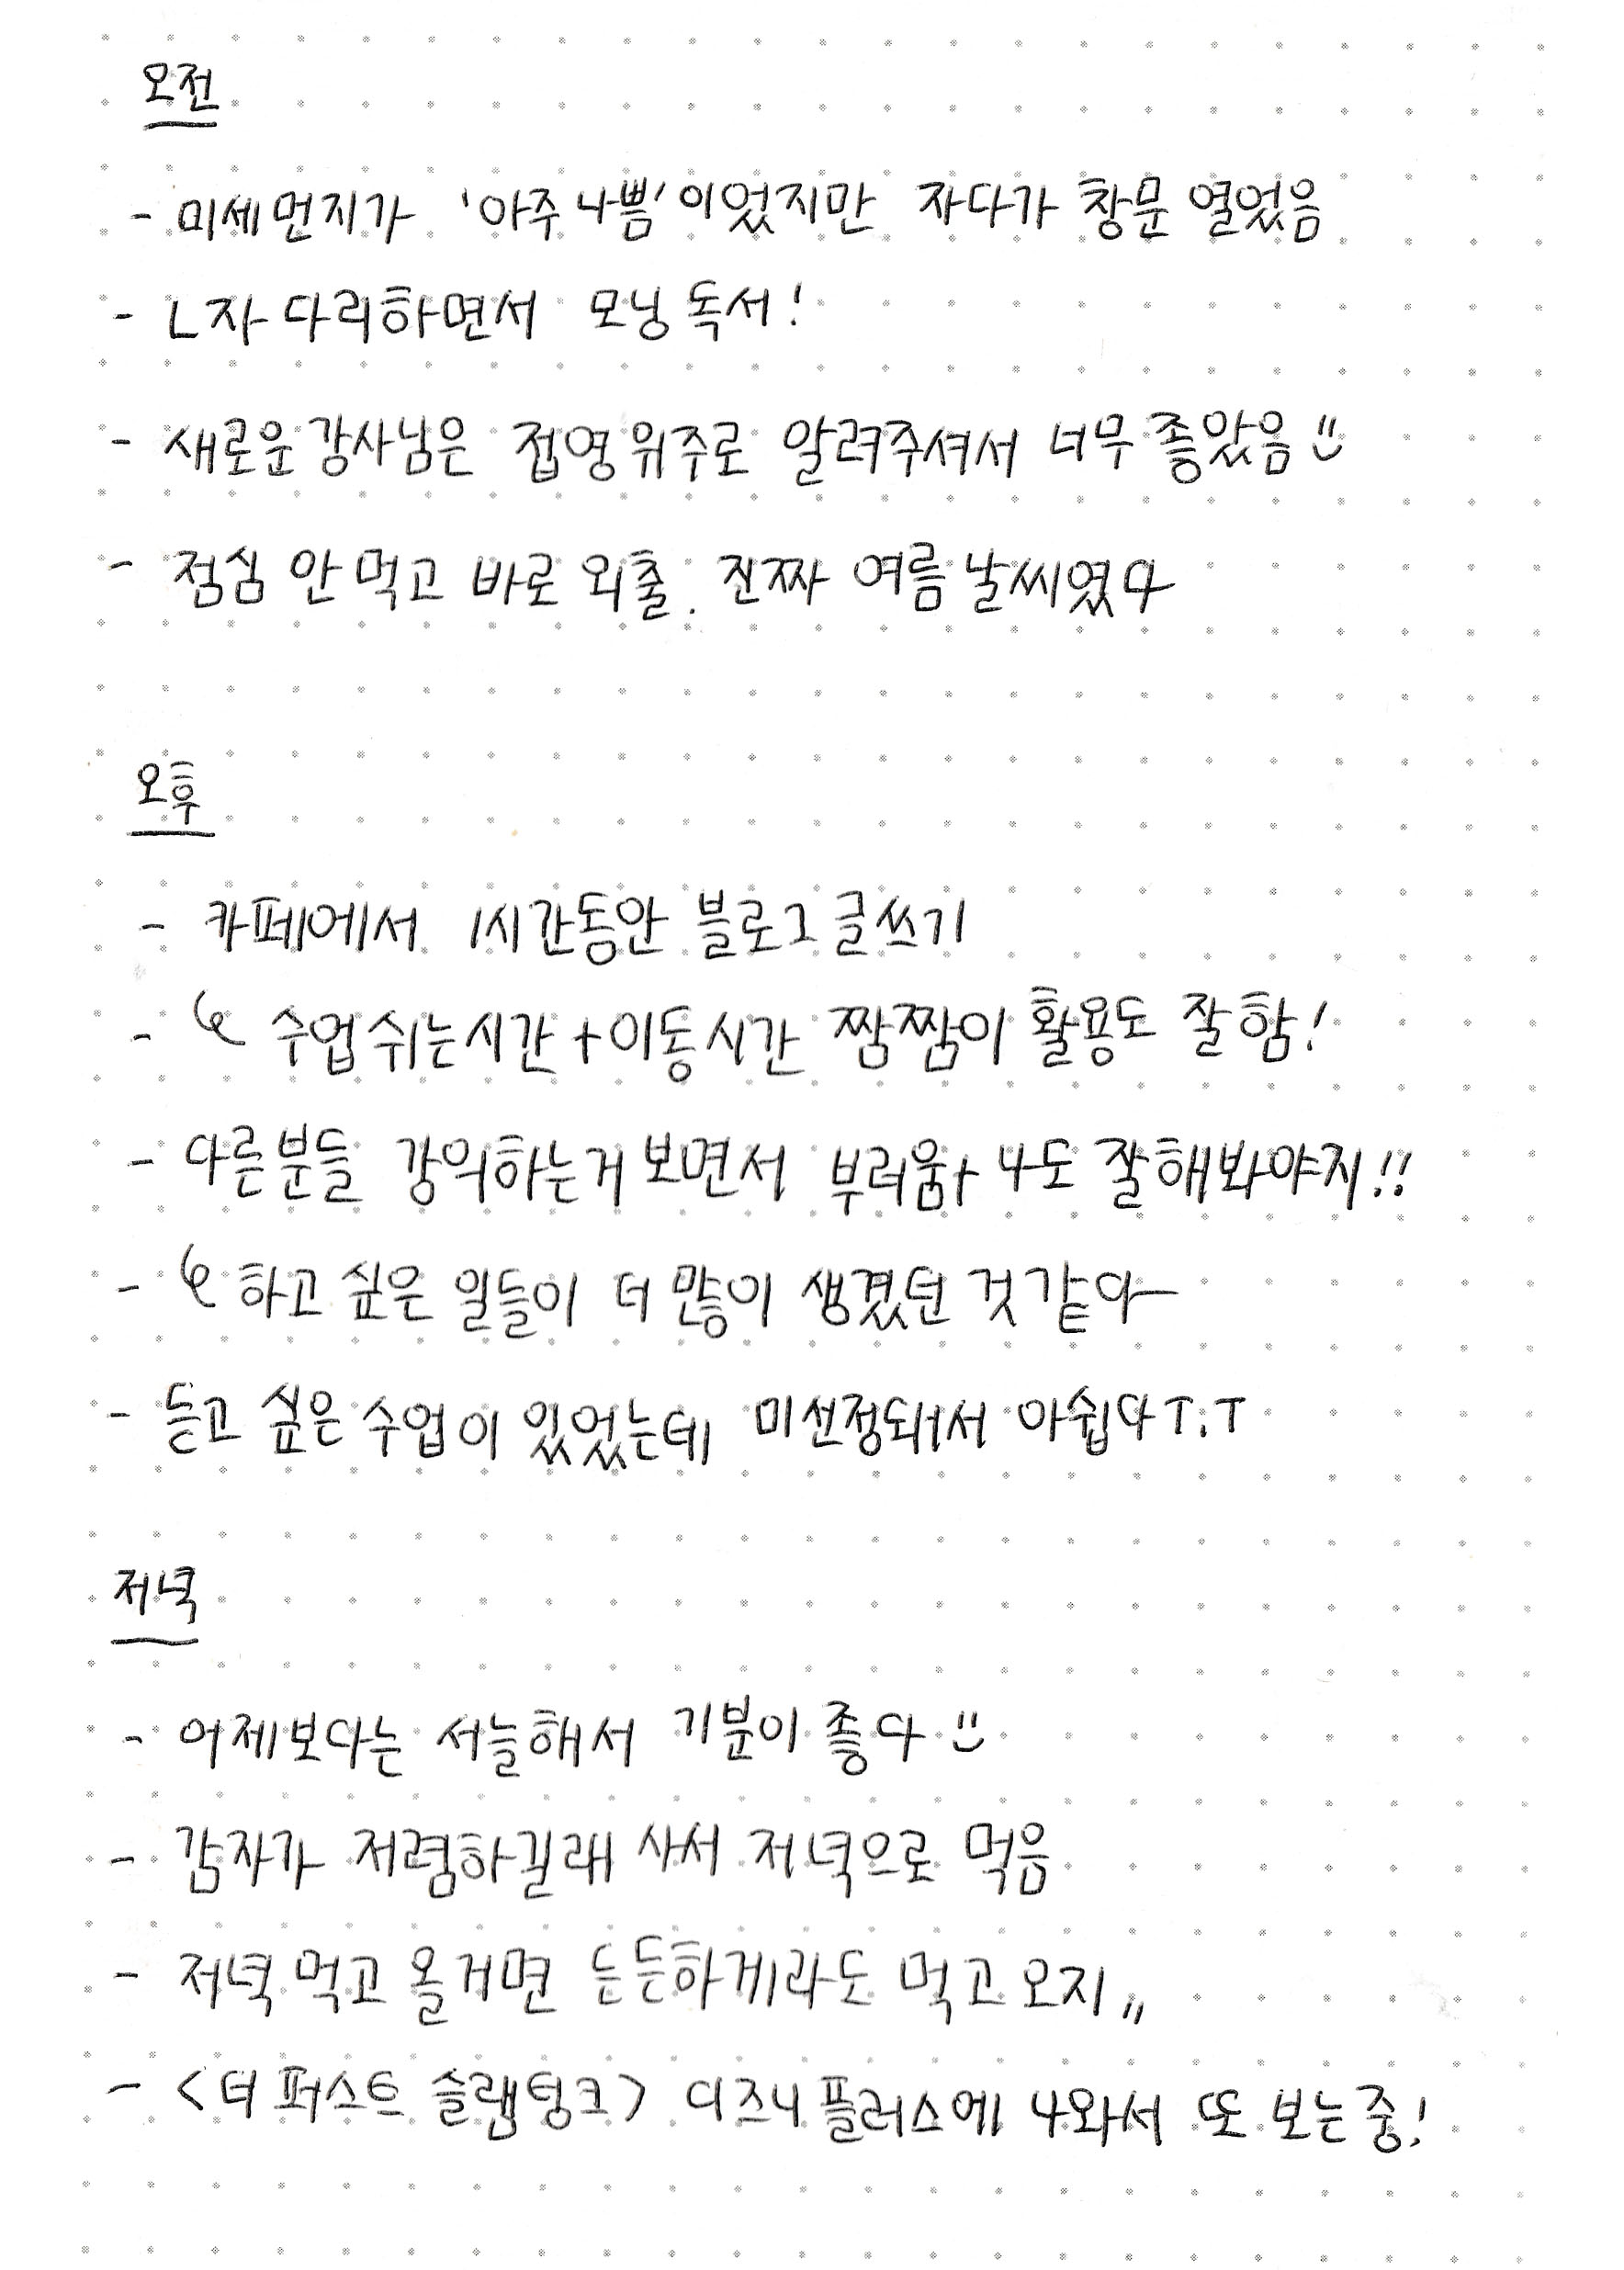 오전
- 미세먼지가 '아주 나쁨'이었지만 자다가 창문 열었음
- L자 다리하면서 모닝 독서!
- 새로운 강사님은 접영위주로 알려주셔서 너무 좋았음 :)
- 점심 안 먹고 바로 외출. 진짜 여름 날씨였다
오후
- 카페에서 1시간동안 블로그 글쓰기
- ↳ 수업 쉬는시간+이동시간 짬짬이 활용도 잘 함!
- 다른분들 강의하는거 보면서 부러움+나도 잘해봐야지!!
- ↳ 하고 싶은 일들이 더 많이 생겼던 것 같다
- 듣고 싶은 수업이 있었는데 미선정돼서 아쉽다 T.T
저녁
- 어제보다는 서늘해서 기분이 좋다 :)
- 감자가 저렴하길래 사서 저녁으로 먹음
- 저녁 먹고 올거면 든든하게라도 먹고 오지,,
- <더 퍼스트 슬램덩크> 디즈니플러스에 나와서 또 보는 중!